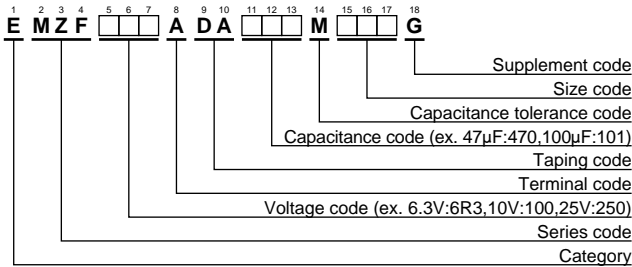 1 2 3 4 5 6 7 8 9 10 11 12 13 14 15 16 17 18
E MZF □□□ A DA □□□ M □□□ G
Supplement code
Size code
Capacitance tolerance code
Capacitance code (ex. 47µF:470,100µF:101)
Taping code
Terminal code
Voltage code (ex. 6.3V:6R3,10V:100,25V:250)
Series code
Category